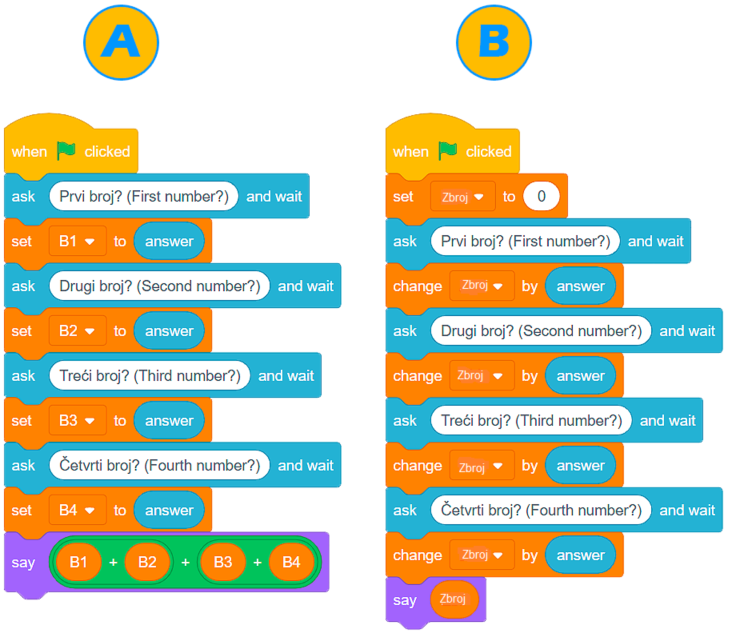 A
when clicked
ask Prvi broj? (First number?) and wait
set B1 to answer
ask Drugi broj? (Second number?) and wait
set B2 to answer
ask Treći broj? (Third number?) and wait
set B3 to answer
ask Četvrti broj? (Fourth number?) and wait
set B4 to answer
say B1 + B2 + B3 + B4
B
when clicked
set Zbroj to 0
ask Prvi broj? (First number?) and wait
change Zbroj by answer
ask Drugi broj? (Second number?) and wait
change Zbroj by answer
ask Treći broj? (Third number?) and wait
change Zbroj by answer
ask Četvrti broj? (Fourth number?) and wait
change Zbroj by answer
say Zbroj